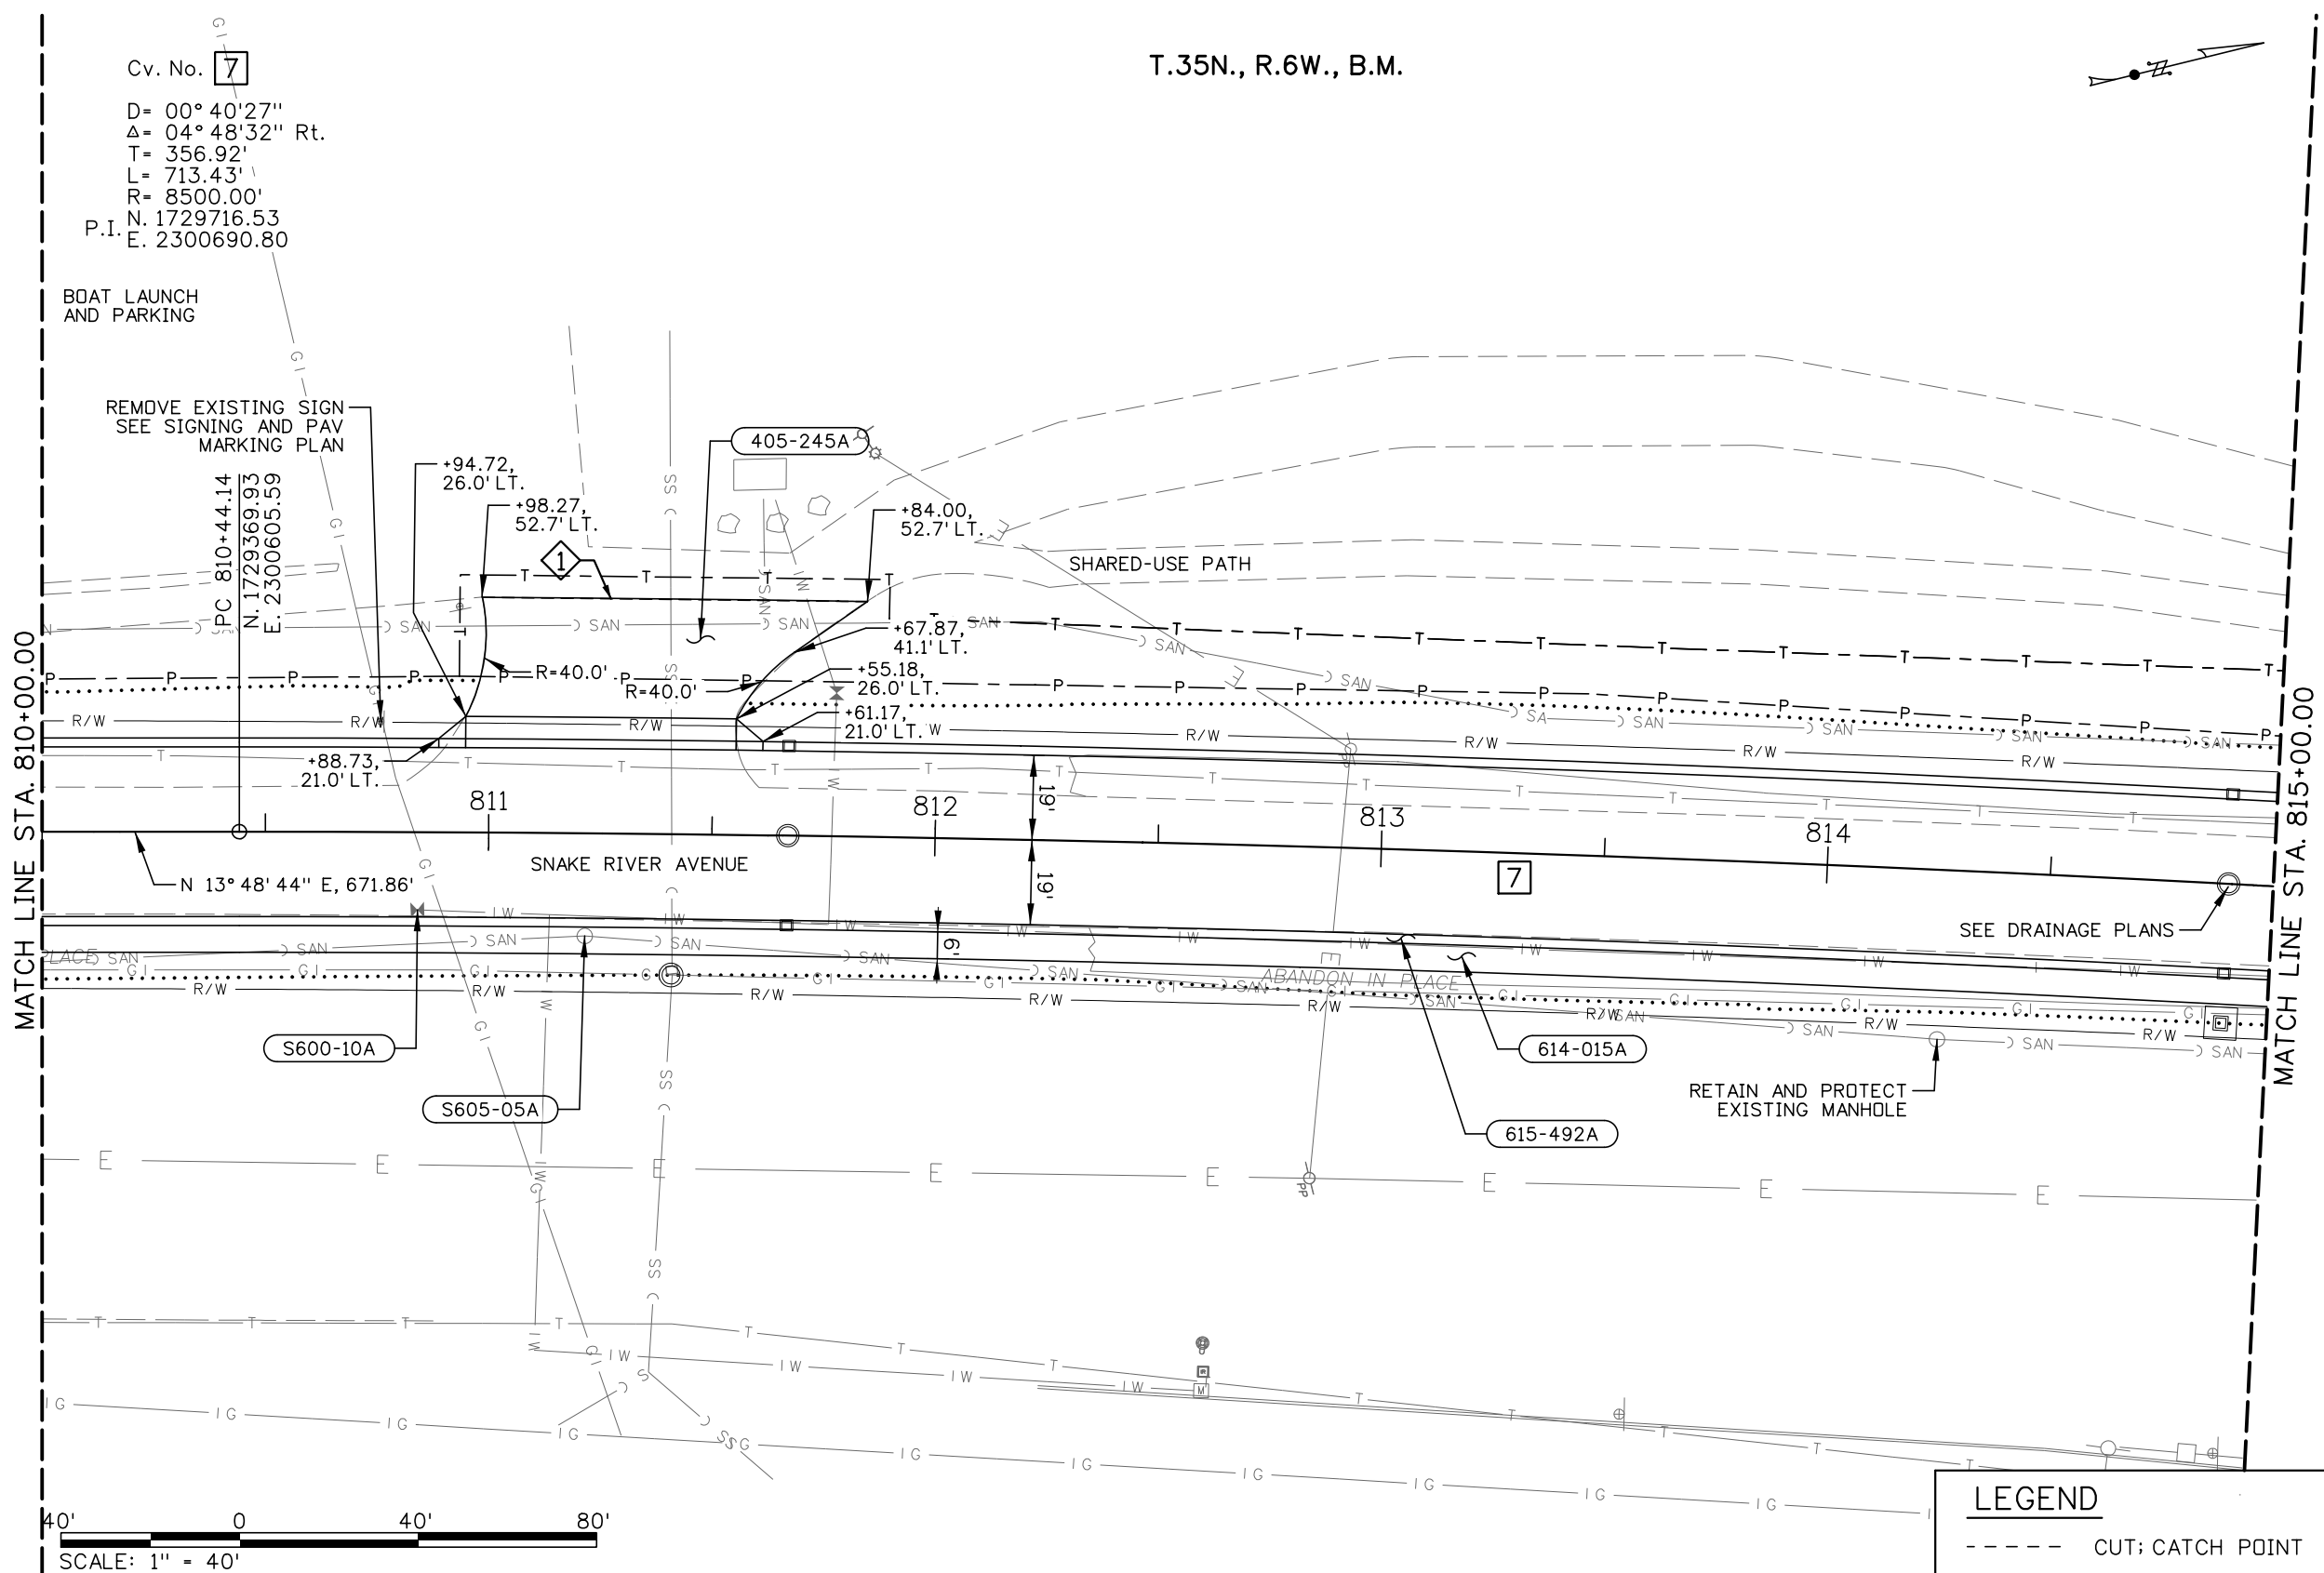 T.35N., R.6W., B.M.
Cv. No. 7
D= 00° 40'27"
Δ= 04° 48'32" Rt.
T= 356.92'
L= 713.43'
R= 8500.00'
P.I. N. 1729716.53
E. 2300690.80
BOAT LAUNCH
AND PARKING
REMOVE EXISTING SIGN
SEE SIGNING AND PAV
MARKING PLAN
PC 810+44.14
N. 1729369.93
E. 2300605.59
+94.72,
26.0' LT.
+98.27,
52.7' LT.
1
405-245A
+84.00,
52.7' LT.
SHARED-USE PATH
+67.87,
41.1' LT.
+55.18,
26.0' LT.
+61.17,
21.0' LT.
R=40.0'
R=40.0'
+88.73,
21.0' LT.
MATCH LINE STA. 810+00.00
MATCH LINE STA. 815+00.00
811
812
813
814
19'
19'
6'
SNAKE RIVER AVENUE
7
N 13° 48' 44" E, 671.86'
SEE DRAINAGE PLANS
ABANDON IN PLACE
PLACE
S600-10A
S605-05A
614-015A
615-492A
RETAIN AND PROTECT
EXISTING MANHOLE
R/W R/W R/W R/W R/W R/W R/W
R/W R/W R/W R/W R/W R/W R/W R/W
PP
PP
E E E E E E E E
40' 0 40' 80'
SCALE: 1" = 40'
LEGEND
CUT; CATCH POINT